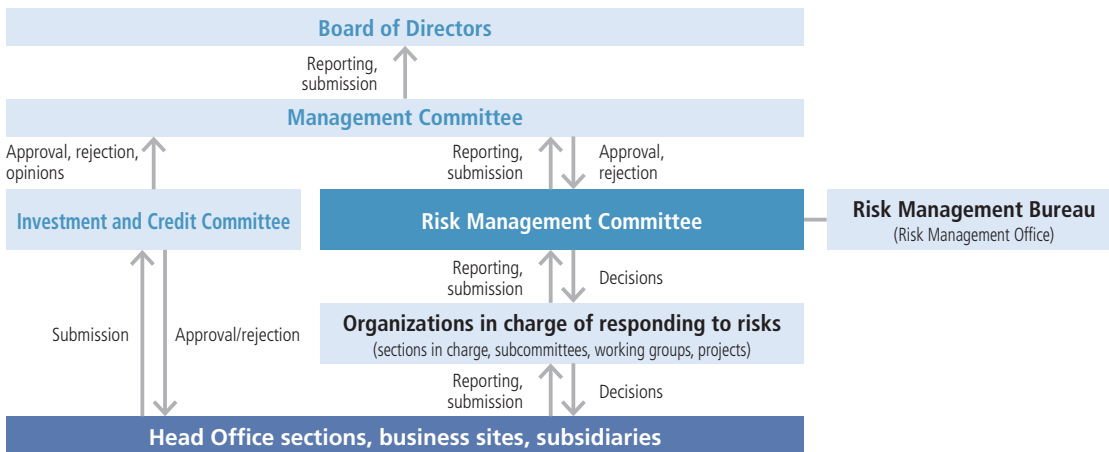 Board of Directors
Reporting,
submission
Management Committee
Approval, rejection,
opinions
Reporting,
submission
Approval,
rejection
Investment and Credit Committee
Risk Management Committee
Risk Management Bureau
(Risk Management Office)
Reporting,
submission
Decisions
Submission
Approval/rejection
Organizations in charge of responding to risks
(sections in charge, subcommittees, working groups, projects)
Reporting,
submission
Decisions
Head Office sections, business sites, subsidiaries